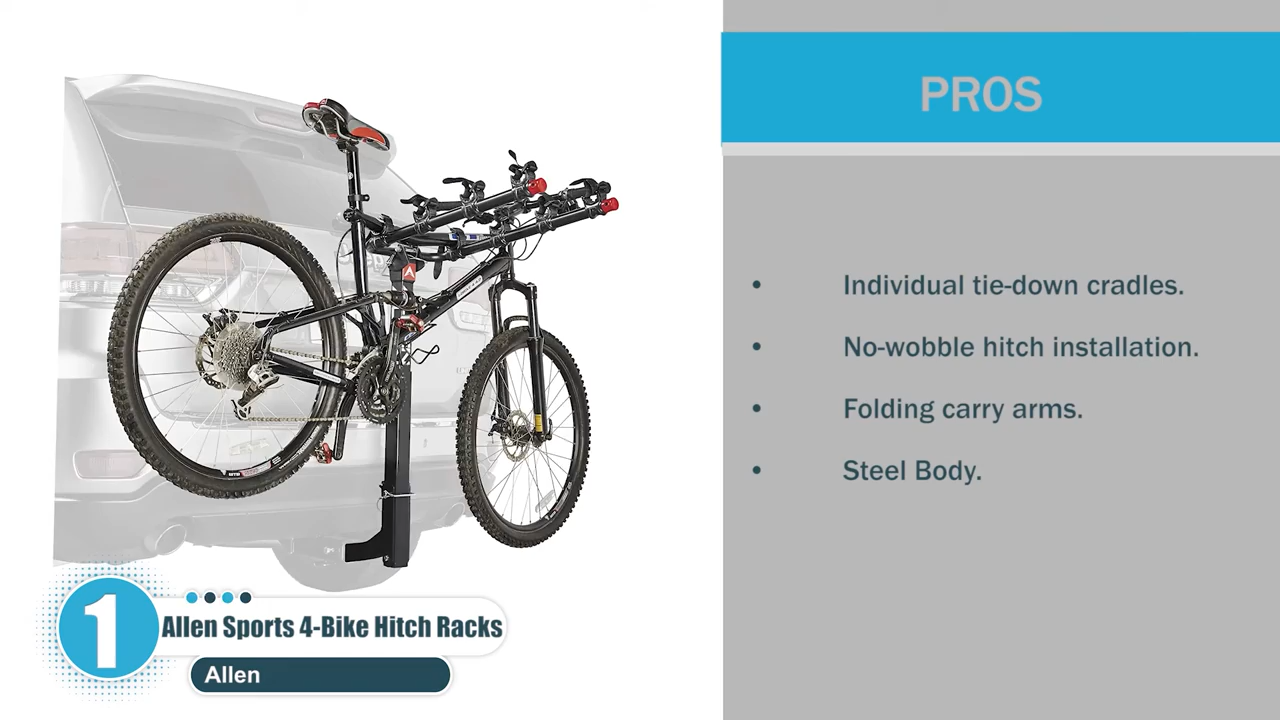 PROS
• Individual tie-down cradles.
• No-wobble hitch installation.
• Folding carry arms.
• Steel Body.
1
Allen Sports 4-Bike Hitch Racks
Allen